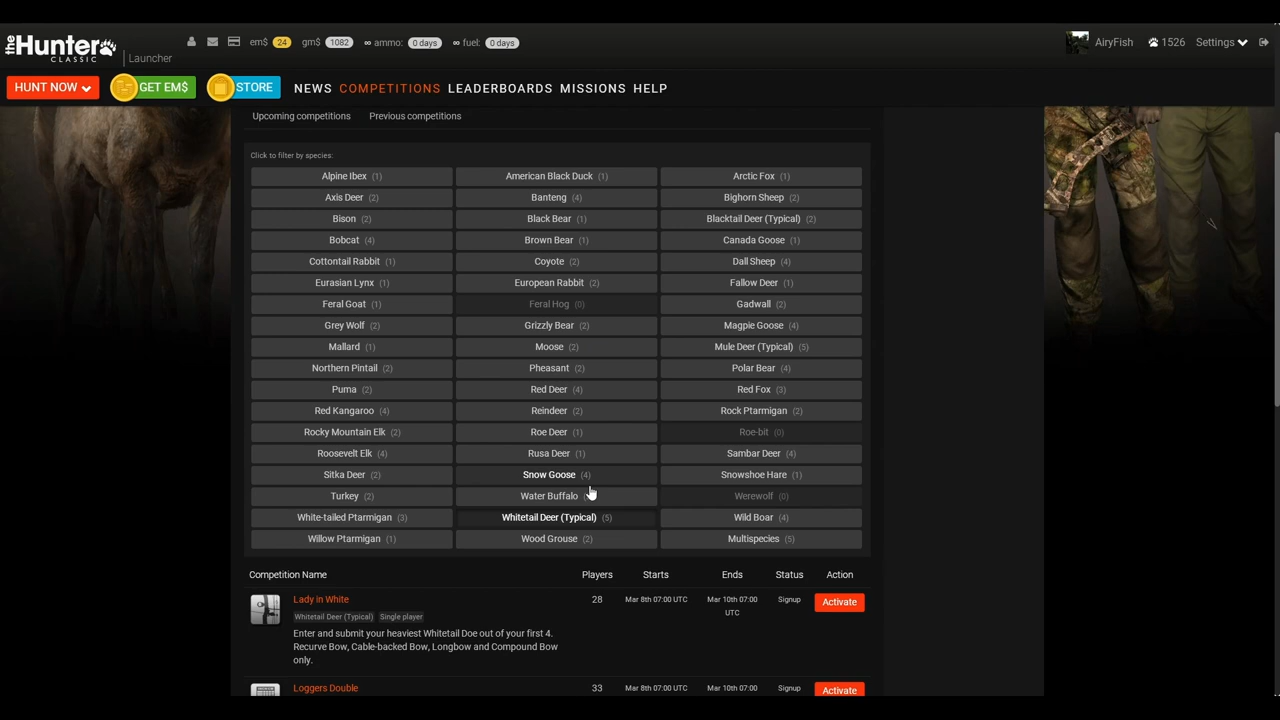 theHunter
CLASSIC
Launcher
em$ 24 gm$ 1082 ∞ ammo: 0 days ∞ fuel: 0 days
AiryFish 1526 Settings
HUNT NOW GET EM$ STORE NEWS COMPETITIONS LEADERBOARDS MISSIONS HELP
Upcoming competitions Previous competitions
Click to filter by species:
Alpine Ibex (1) American Black Duck (1) Arctic Fox (1)
Axis Deer (2) Banteng (4) Bighorn Sheep (2)
Bison (2) Black Bear (1) Blacktail Deer (Typical) (2)
Bobcat (4) Brown Bear (1) Canada Goose (1)
Cottontail Rabbit (1) Coyote (2) Dall Sheep (4)
Eurasian Lynx (1) European Rabbit (2) Fallow Deer (1)
Feral Goat (1) Feral Hog (0) Gadwall (2)
Grey Wolf (2) Grizzly Bear (2) Magpie Goose (4)
Mallard (1) Moose (2) Mule Deer (Typical) (5)
Northern Pintail (2) Pheasant (2) Polar Bear (4)
Puma (2) Red Deer (4) Red Fox (3)
Red Kangaroo (4) Reindeer (2) Rock Ptarmigan (2)
Rocky Mountain Elk (2) Roe Deer (1) Roe-bit (0)
Roosevelt Elk (4) Rusa Deer (1) Sambar Deer (4)
Sitka Deer (2) Snow Goose (4) Snowshoe Hare (1)
Turkey (2) Water Buffalo Werewolf (0)
White-tailed Ptarmigan (3) Whitetail Deer (Typical) (5) Wild Boar (4)
Willow Ptarmigan (1) Wood Grouse (2) Multispecies (5)
Competition Name Players Starts Ends Status Action
Lady in White 28 Mar 8th 07:00 UTC Mar 10th 07:00 UTC Signup Activate
Whitetail Deer (Typical) Single player
Enter and submit your heaviest Whitetail Doe out of your first 4.
Recurve Bow, Cable-backed Bow, Longbow and Compound Bow
only.
Loggers Double 33 Mar 8th 07:00 UTC Mar 10th 07:00 Signup Activate